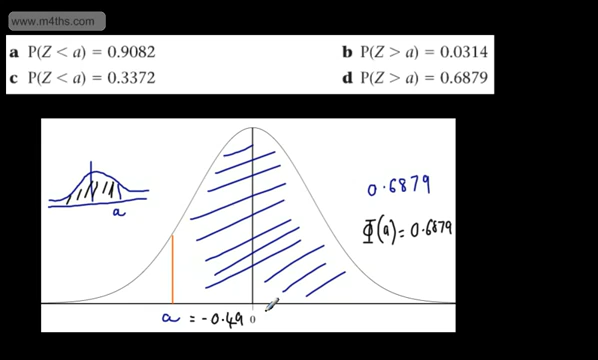 www.m4ths.com
a P(Z < a) = 0.9082 b P(Z > a) = 0.0314
c P(Z < a) = 0.3372 d P(Z > a) = 0.6879
a
0.6879
Φ(a) = 0.6879
a = -0.49 0